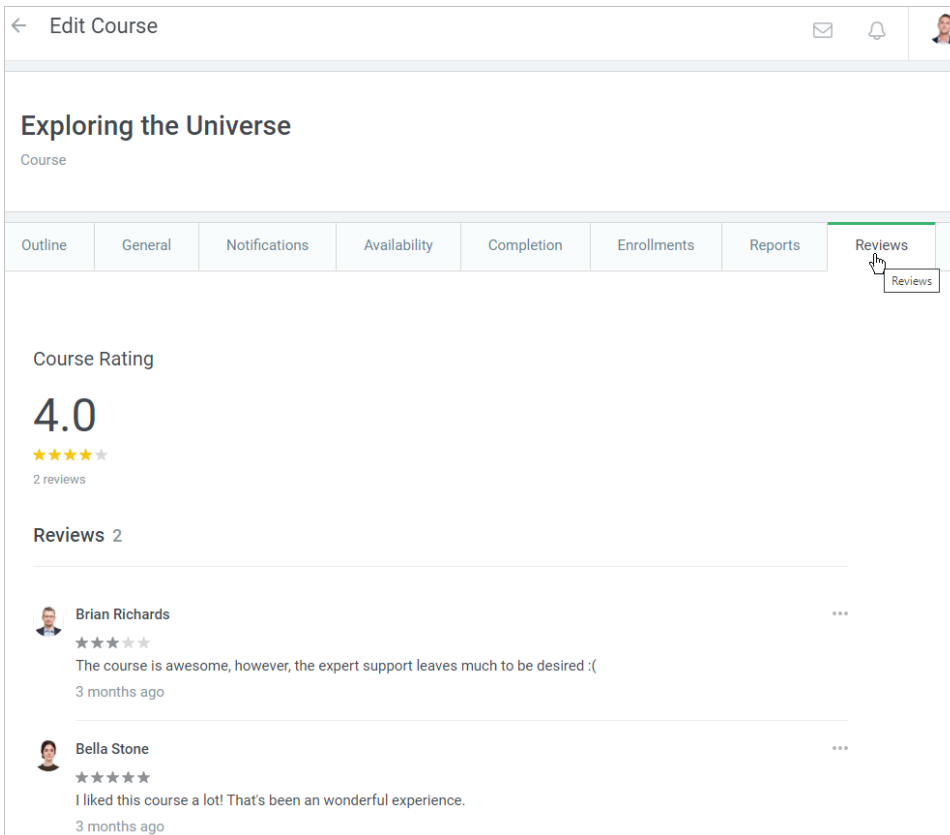 Edit Course
Exploring the Universe
Course
Outline General Notifications Availability Completion Enrollments Reports Reviews
Reviews
Course Rating
4.0
2 reviews
Reviews 2
Brian Richards
The course is awesome, however, the expert support leaves much to be desired :(
3 months ago
Bella Stone
I liked this course a lot! That's been an wonderful experience.
3 months ago